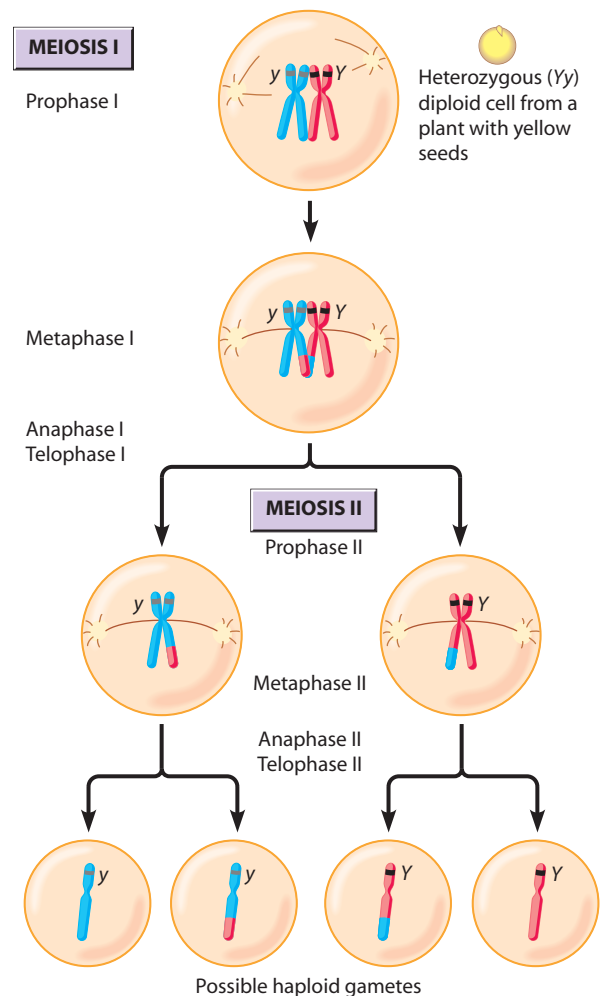 MEIOSIS I
Prophase I
y
Y
Heterozygous (Yy)
diploid cell from a
plant with yellow
seeds
Metaphase I
y
Y
Anaphase I
Telophase I
MEIOSIS II
Prophase II
y
Y
Metaphase II
Anaphase II
Telophase II
y
y
Y
Y
Possible haploid gametes